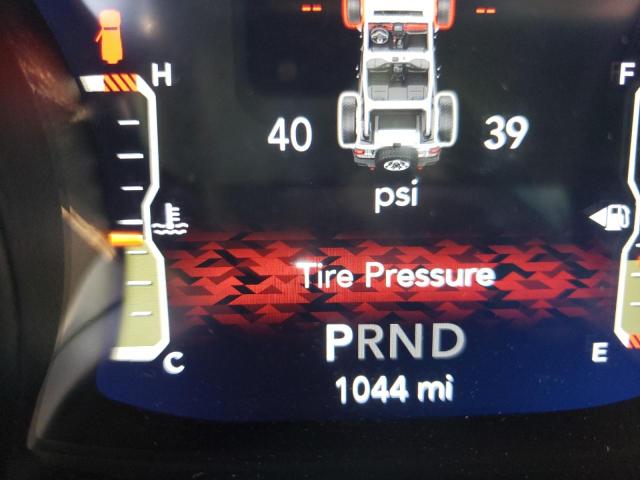 -- --
H F
40 39
psi
Tire Pressure
PRND
C E
1044 mi